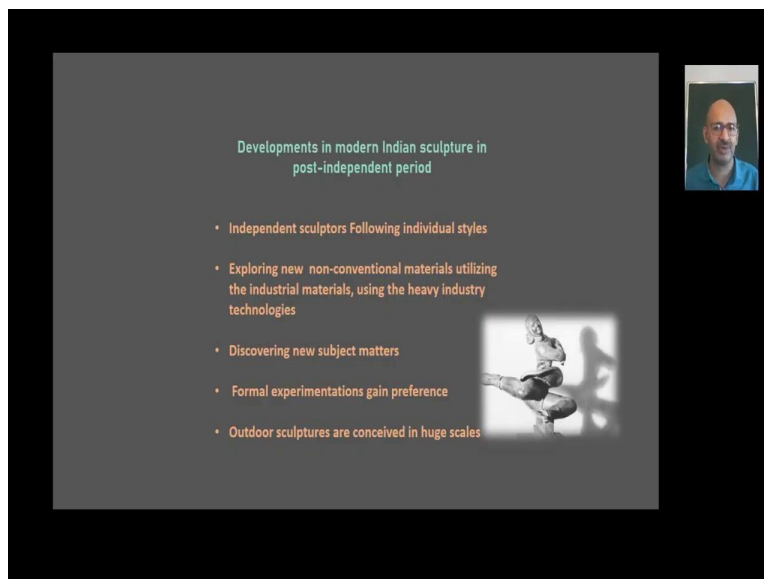 Developments in modern Indian sculpture in
post-independent period
• Independent sculptors Following individual styles
• Exploring new non-conventional materials utilizing
the industrial materials, using the heavy industry
technologies
• Discovering new subject matters
• Formal experimentations gain preference
• Outdoor sculptures are conceived in huge scales